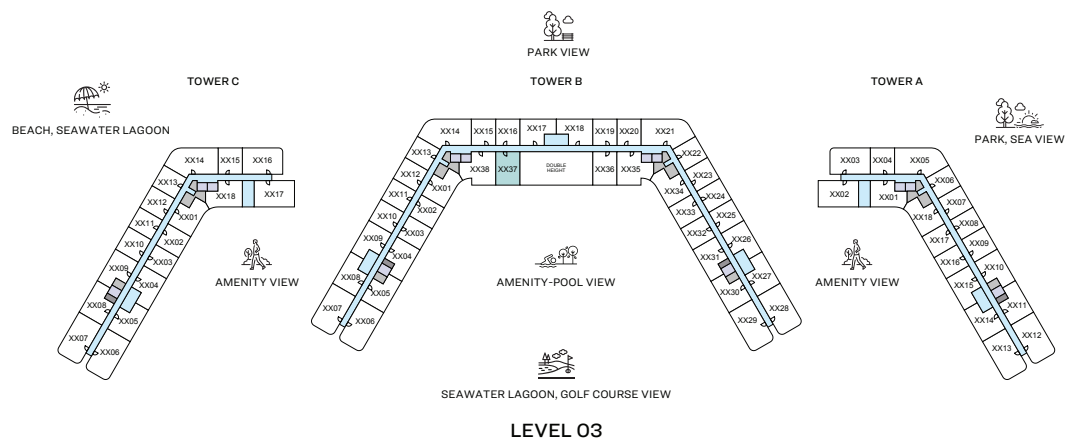 PARK VIEW
TOWER C
TOWER B
TOWER A
BEACH, SEAWATER LAGOON
PARK, SEA VIEW
XX14
XX15
XX16
XX13
XX12
XX11
XX10
XX09
XX08
XX07
XX06
XX05
XX04
XX03
XX02
XX01
XX18
XX17
XX14
XX15
XX16
XX17
XX18
XX19
XX20
XX21
XX13
XX12
XX11
XX10
XX09
XX08
XX07
XX06
XX05
XX04
XX03
XX02
XX01
XX38
XX37
DOUBLE
HEIGHT
XX36
XX35
XX22
XX23
XX24
XX25
XX26
XX27
XX28
XX29
XX30
XX31
XX32
XX33
XX34
XX03
XX04
XX05
XX02
XX01
XX06
XX07
XX08
XX09
XX10
XX11
XX12
XX13
XX14
XX15
XX16
XX17
XX18
AMENITY VIEW
AMENITY-POOL VIEW
AMENITY VIEW
SEAWATER LAGOON, GOLF COURSE VIEW
LEVEL 03